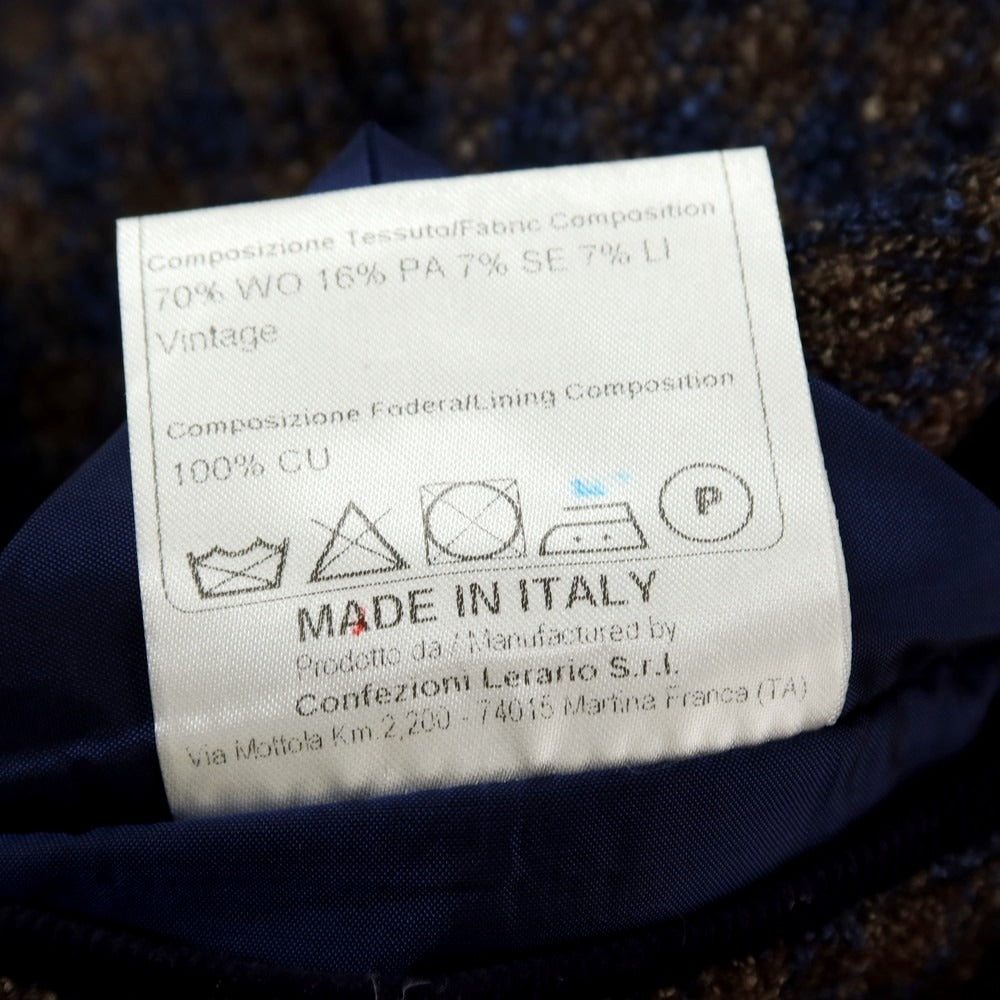 Composizione Tessuto/Fabric Composition
70% WO 16% PA 7% SE 7% LI
Vintage
Composizione Fodera/Lining Composition
100% CU
P
MADE IN ITALY
Prodotto da / Manufactured by
Confezioni Lerario S.r.l.
Via Mottola Km.2,200 - 74015 Martina Franca (TA)